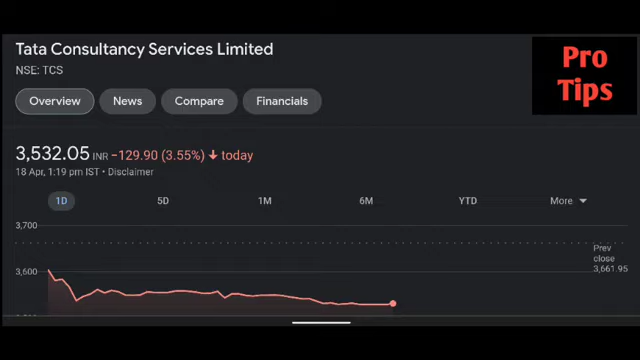 Tata Consultancy Services Limited
NSE: TCS
Pro
Tips
Overview
News
Compare
Financials
3,532.05 INR −129.90 (3.55%) ↓ today
18 Apr, 1:19 pm IST • Disclaimer
1D
5D
1M
6M
YTD
More
3,700
Prev
close
3,661.95
3,600